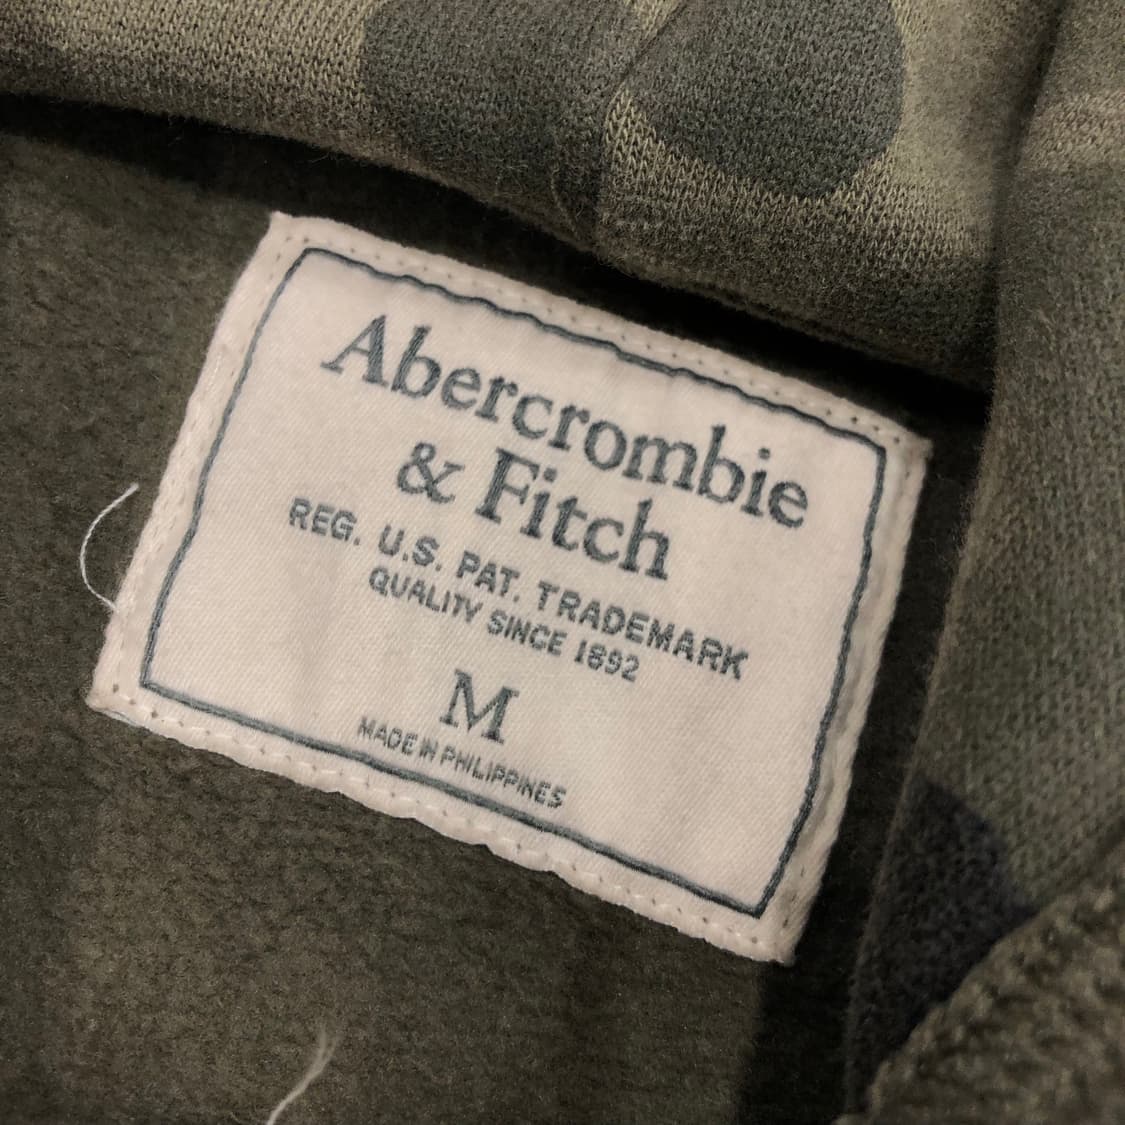 Abercrombie
& Fitch
REG. U.S. PAT. TRADEMARK
QUALITY SINCE 1892
M
MADE IN PHILIPPINES